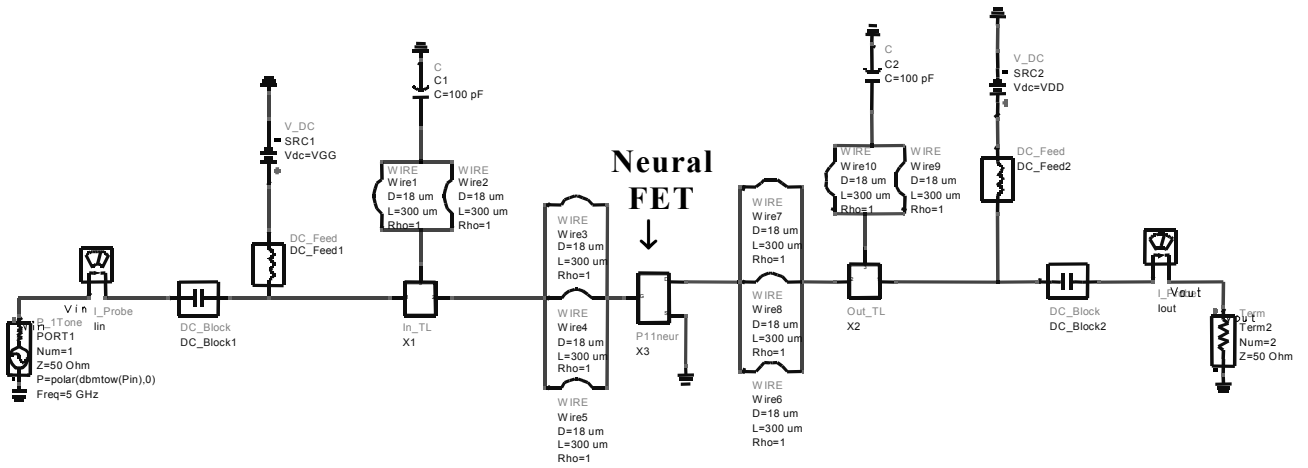 V_DC
SRC1
Vdc=VGG
C
C1
C=100 pF
WIRE
Wire1
D=18 um
L=300 um
Rho=1
WIRE
Wire2
D=18 um
L=300 um
Rho=1
DC_Feed
DC_Feed1
Vin
I_Probe
Iin
Vin
P_1Tone
PORT1
Num=1
Z=50 Ohm
P=polar(dbmtow(Pin),0)
Freq=5 GHz
DC_Block
DC_Block1
In_TL
X1
WIRE
Wire3
D=18 um
L=300 um
Rho=1
WIRE
Wire4
D=18 um
L=300 um
Rho=1
WIRE
Wire5
D=18 um
L=300 um
Rho=1
Neural
FET
P11neur
X3
WIRE
Wire7
D=18 um
L=300 um
Rho=1
WIRE
Wire8
D=18 um
L=300 um
Rho=1
WIRE
Wire6
D=18 um
L=300 um
Rho=1
C
C2
C=100 pF
WIRE
Wire10
D=18 um
L=300 um
Rho=1
WIRE
Wire9
D=18 um
L=300 um
Rho=1
Out_TL
X2
V_DC
SRC2
Vdc=VDD
DC_Feed
DC_Feed2
DC_Block
DC_Block2
I_Probe
Vout
Iout
Vout
Term
Term2
Num=2
Z=50 Ohm